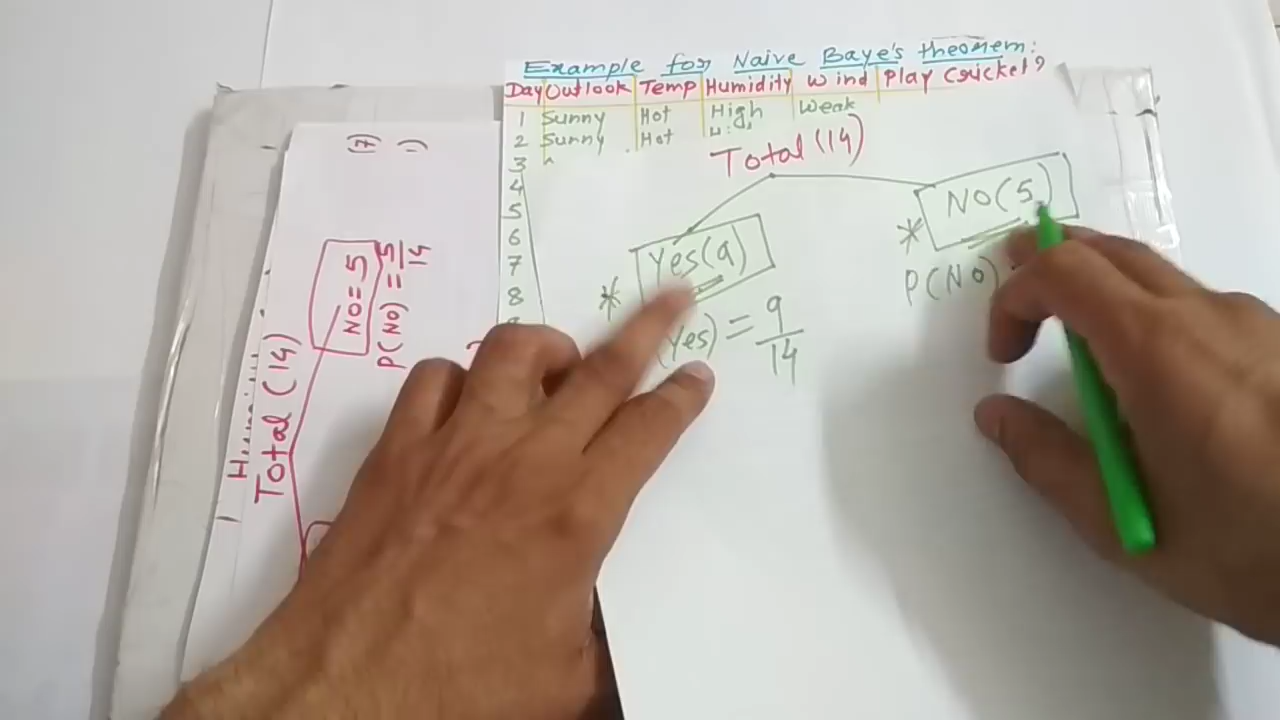 Example for Naive Baye's theorem:
Day Outlook Temp Humidity Wind Play Cricket?
1 Sunny Hot High Weak
2 Sunny Hot
3
4
5
6
7
8
Total (14)
Yes(9)
NO(5)
* *
(Yes) = 9/14
P(NO)
NO=5
P(NO) = 5/14
Total (14)